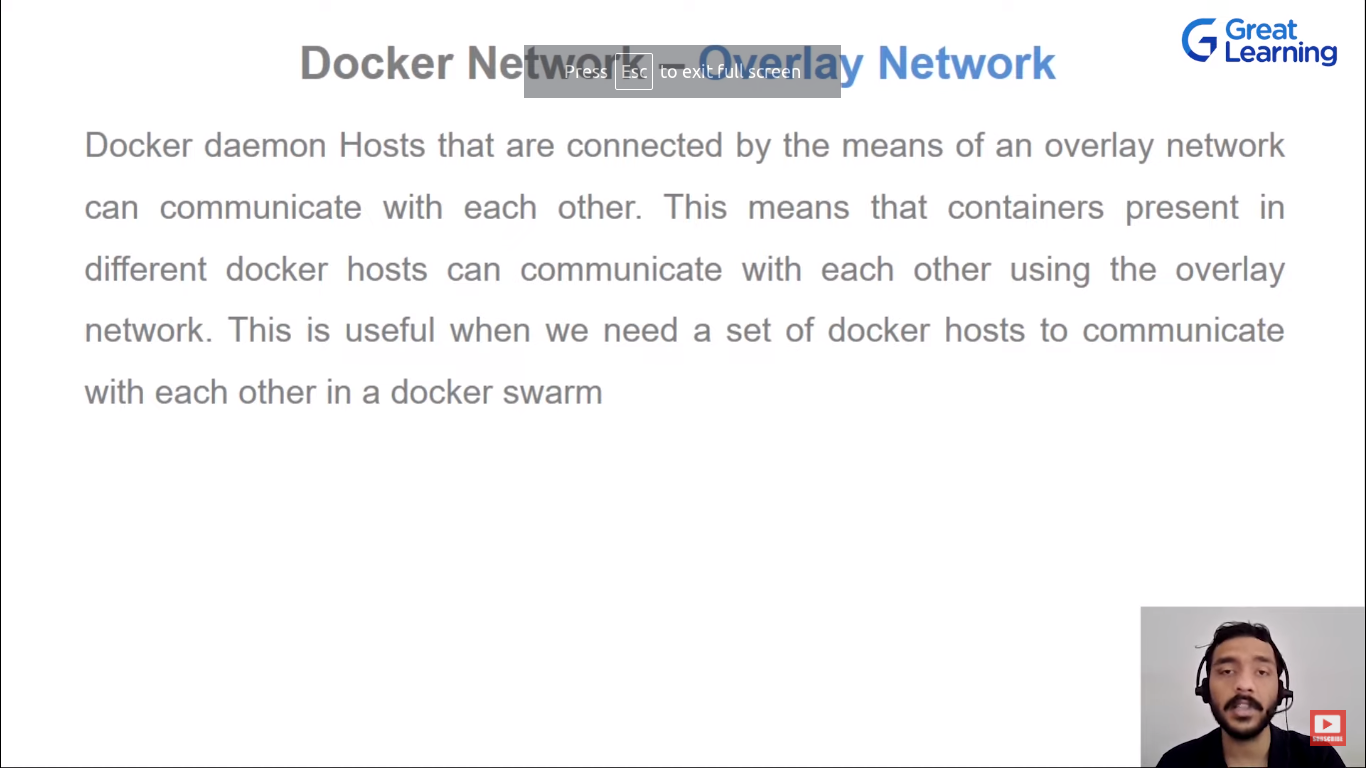 Great
Learning
Docker Network – Overlay Network
Press Esc to exit full screen
Docker daemon Hosts that are connected by the means of an overlay network
can communicate with each other. This means that containers present in
different docker hosts can communicate with each other using the overlay
network. This is useful when we need a set of docker hosts to communicate
with each other in a docker swarm
SUBSCRIBE